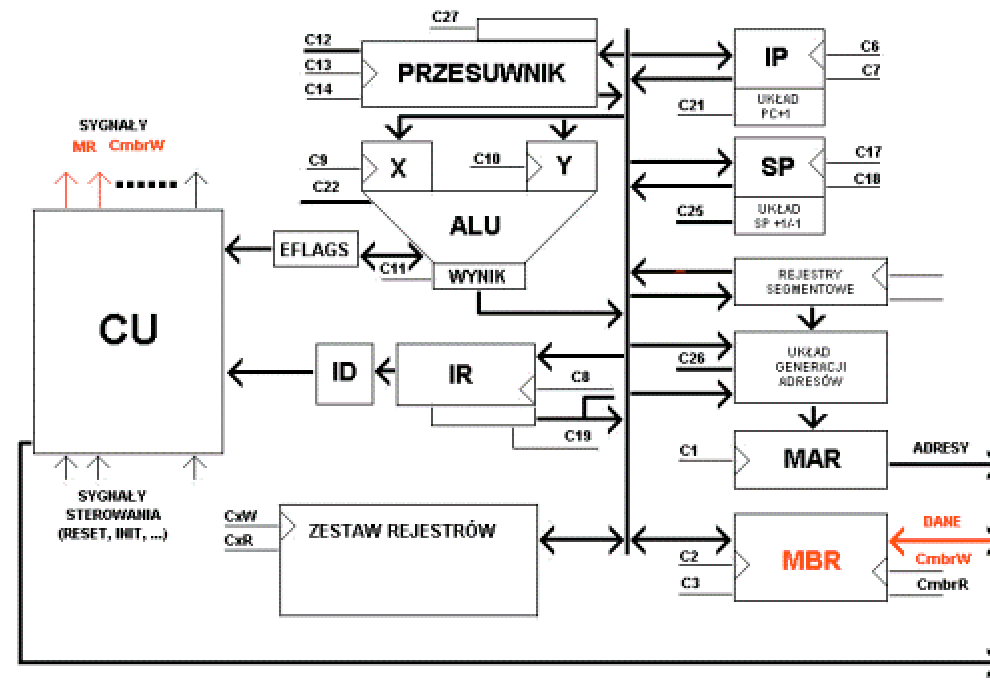 C27
C12
C13
C14
PRZESUWNIK
IP
C6
C7
C21
UKŁAD
PC+1
SYGNAŁY
MR CmbrW
C9
X
C10
Y
C22
ALU
SP
C17
C18
C25
UKŁAD
SP +1/-1
EFLAGS
C11
WYNIK
REJESTRY
SEGMENTOWE
CU
ID
IR
C8
C19
C26
UKŁAD
GENERACJI
ADRESÓW
C1
MAR
ADRESY
SYGNAŁY
STEROWANIA
(RESET, INIT, ...)
CxW
CxR
ZESTAW REJESTRÓW
C2
C3
MBR
DANE
CmbrW
CmbrR